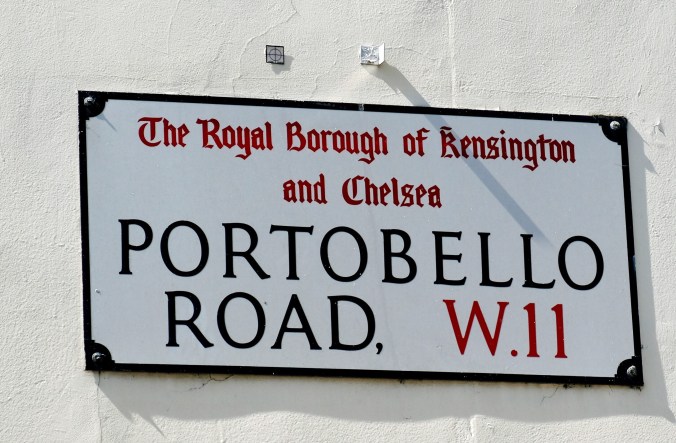 The Royal Borough of Kensington
and Chelsea
PORTOBELLO
ROAD, W.11